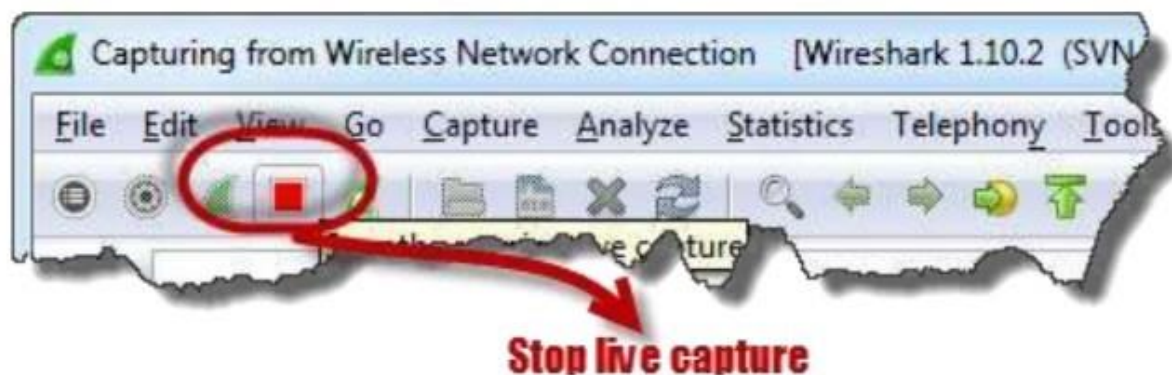 Capturing from Wireless Network Connection [Wireshark 1.10.2 (SVN
File Edit View Go Capture Analyze Statistics Telephony Tools
capture
Stop live capture